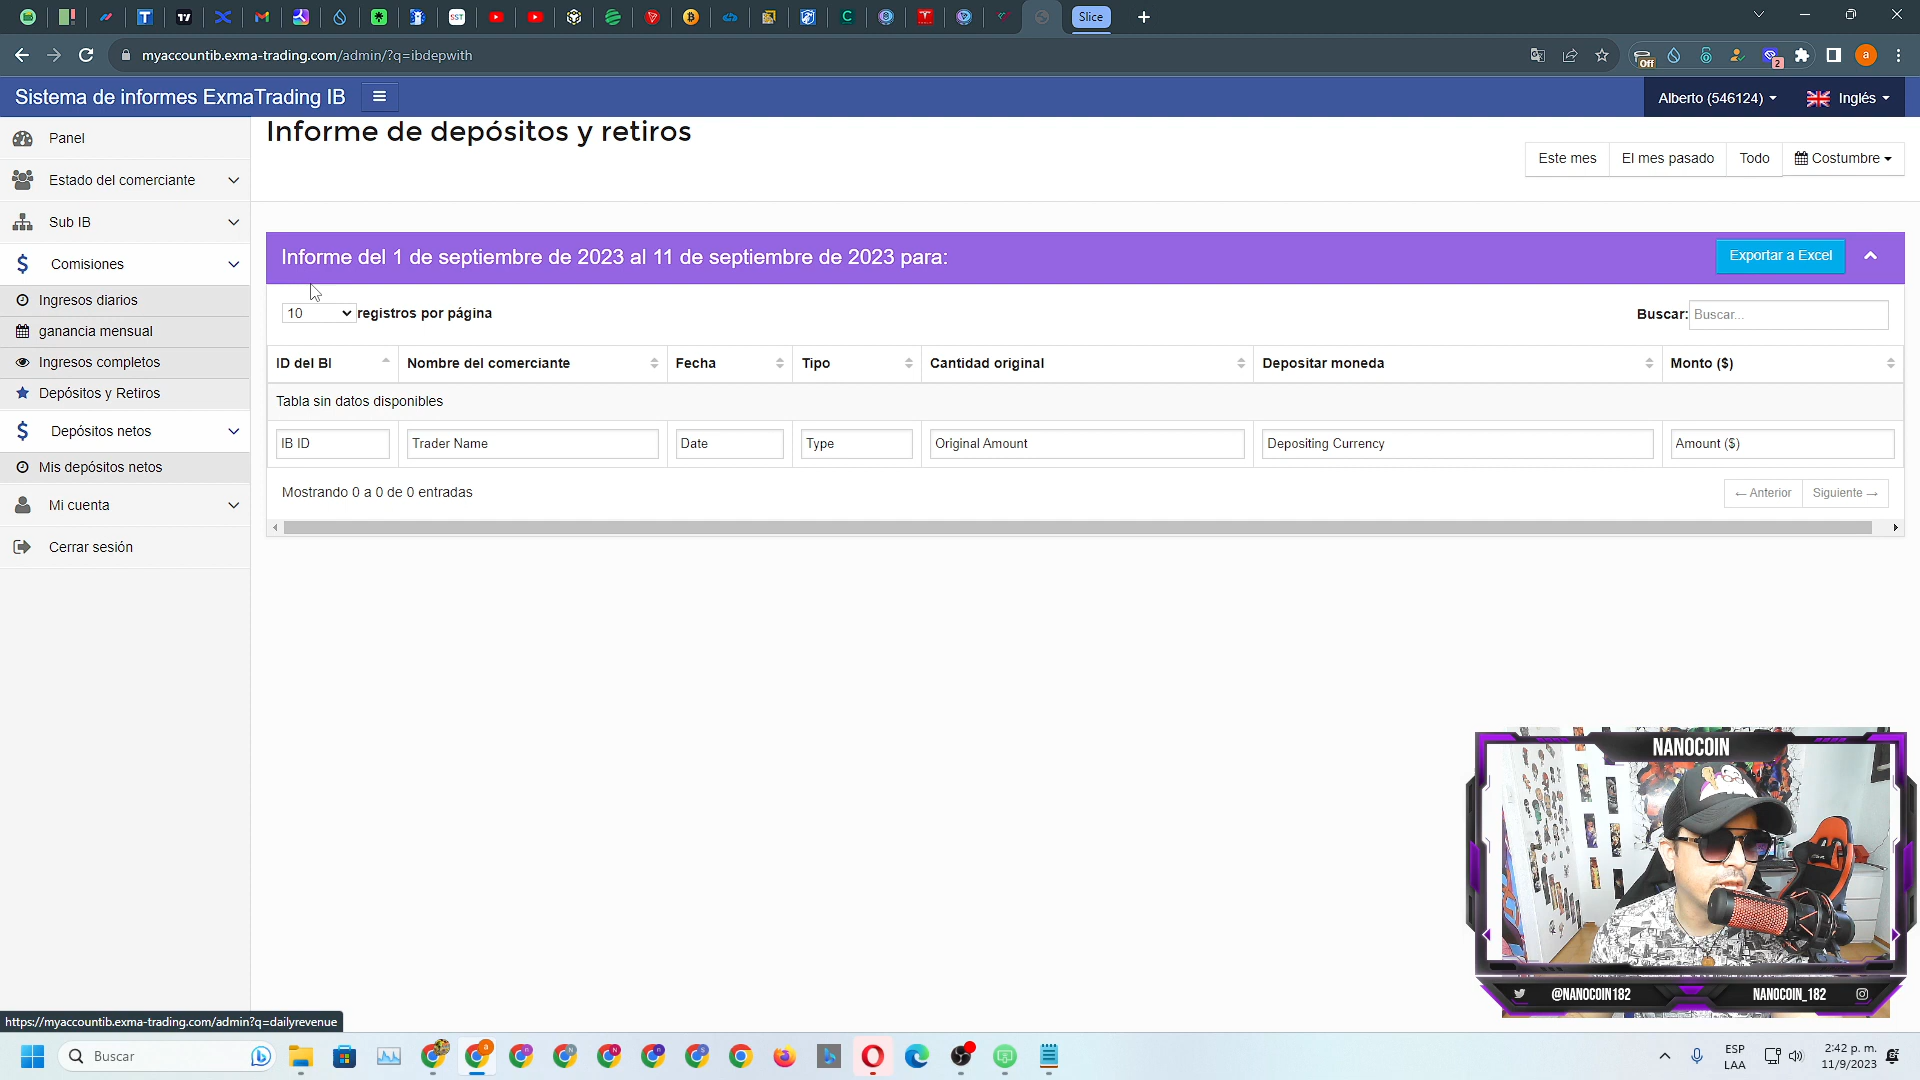 Slice
myaccountib.exma-trading.com/admin/?q=ibdepwith
Off
2
a
Sistema de informes ExmaTrading IB
Alberto (546124)
Inglés
Panel
Estado del comerciante
Sub IB
Comisiones
Ingresos diarios
ganancia mensual
Ingresos completos
Depósitos y Retiros
Depósitos netos
Mis depósitos netos
Mi cuenta
Cerrar sesión
Informe de depósitos y retiros
Este mes
El mes pasado
Todo
Costumbre
Informe del 1 de septiembre de 2023 al 11 de septiembre de 2023 para:
Exportar a Excel
10 registros por página
Buscar: Buscar...
ID del BI
Nombre del comerciante
Fecha
Tipo
Cantidad original
Depositar moneda
Monto ($)
Tabla sin datos disponibles
IB ID
Trader Name
Date
Type
Original Amount
Depositing Currency
Amount ($)
Mostrando 0 a 0 de 0 entradas
← Anterior
Siguiente →
NANOCOIN
@NANOCOIN182
NANOCOIN_182
https://myaccountib.exma-trading.com/admin?q=dailyrevenue
Buscar
ESP
LAA
2:42 p. m.
11/9/2023